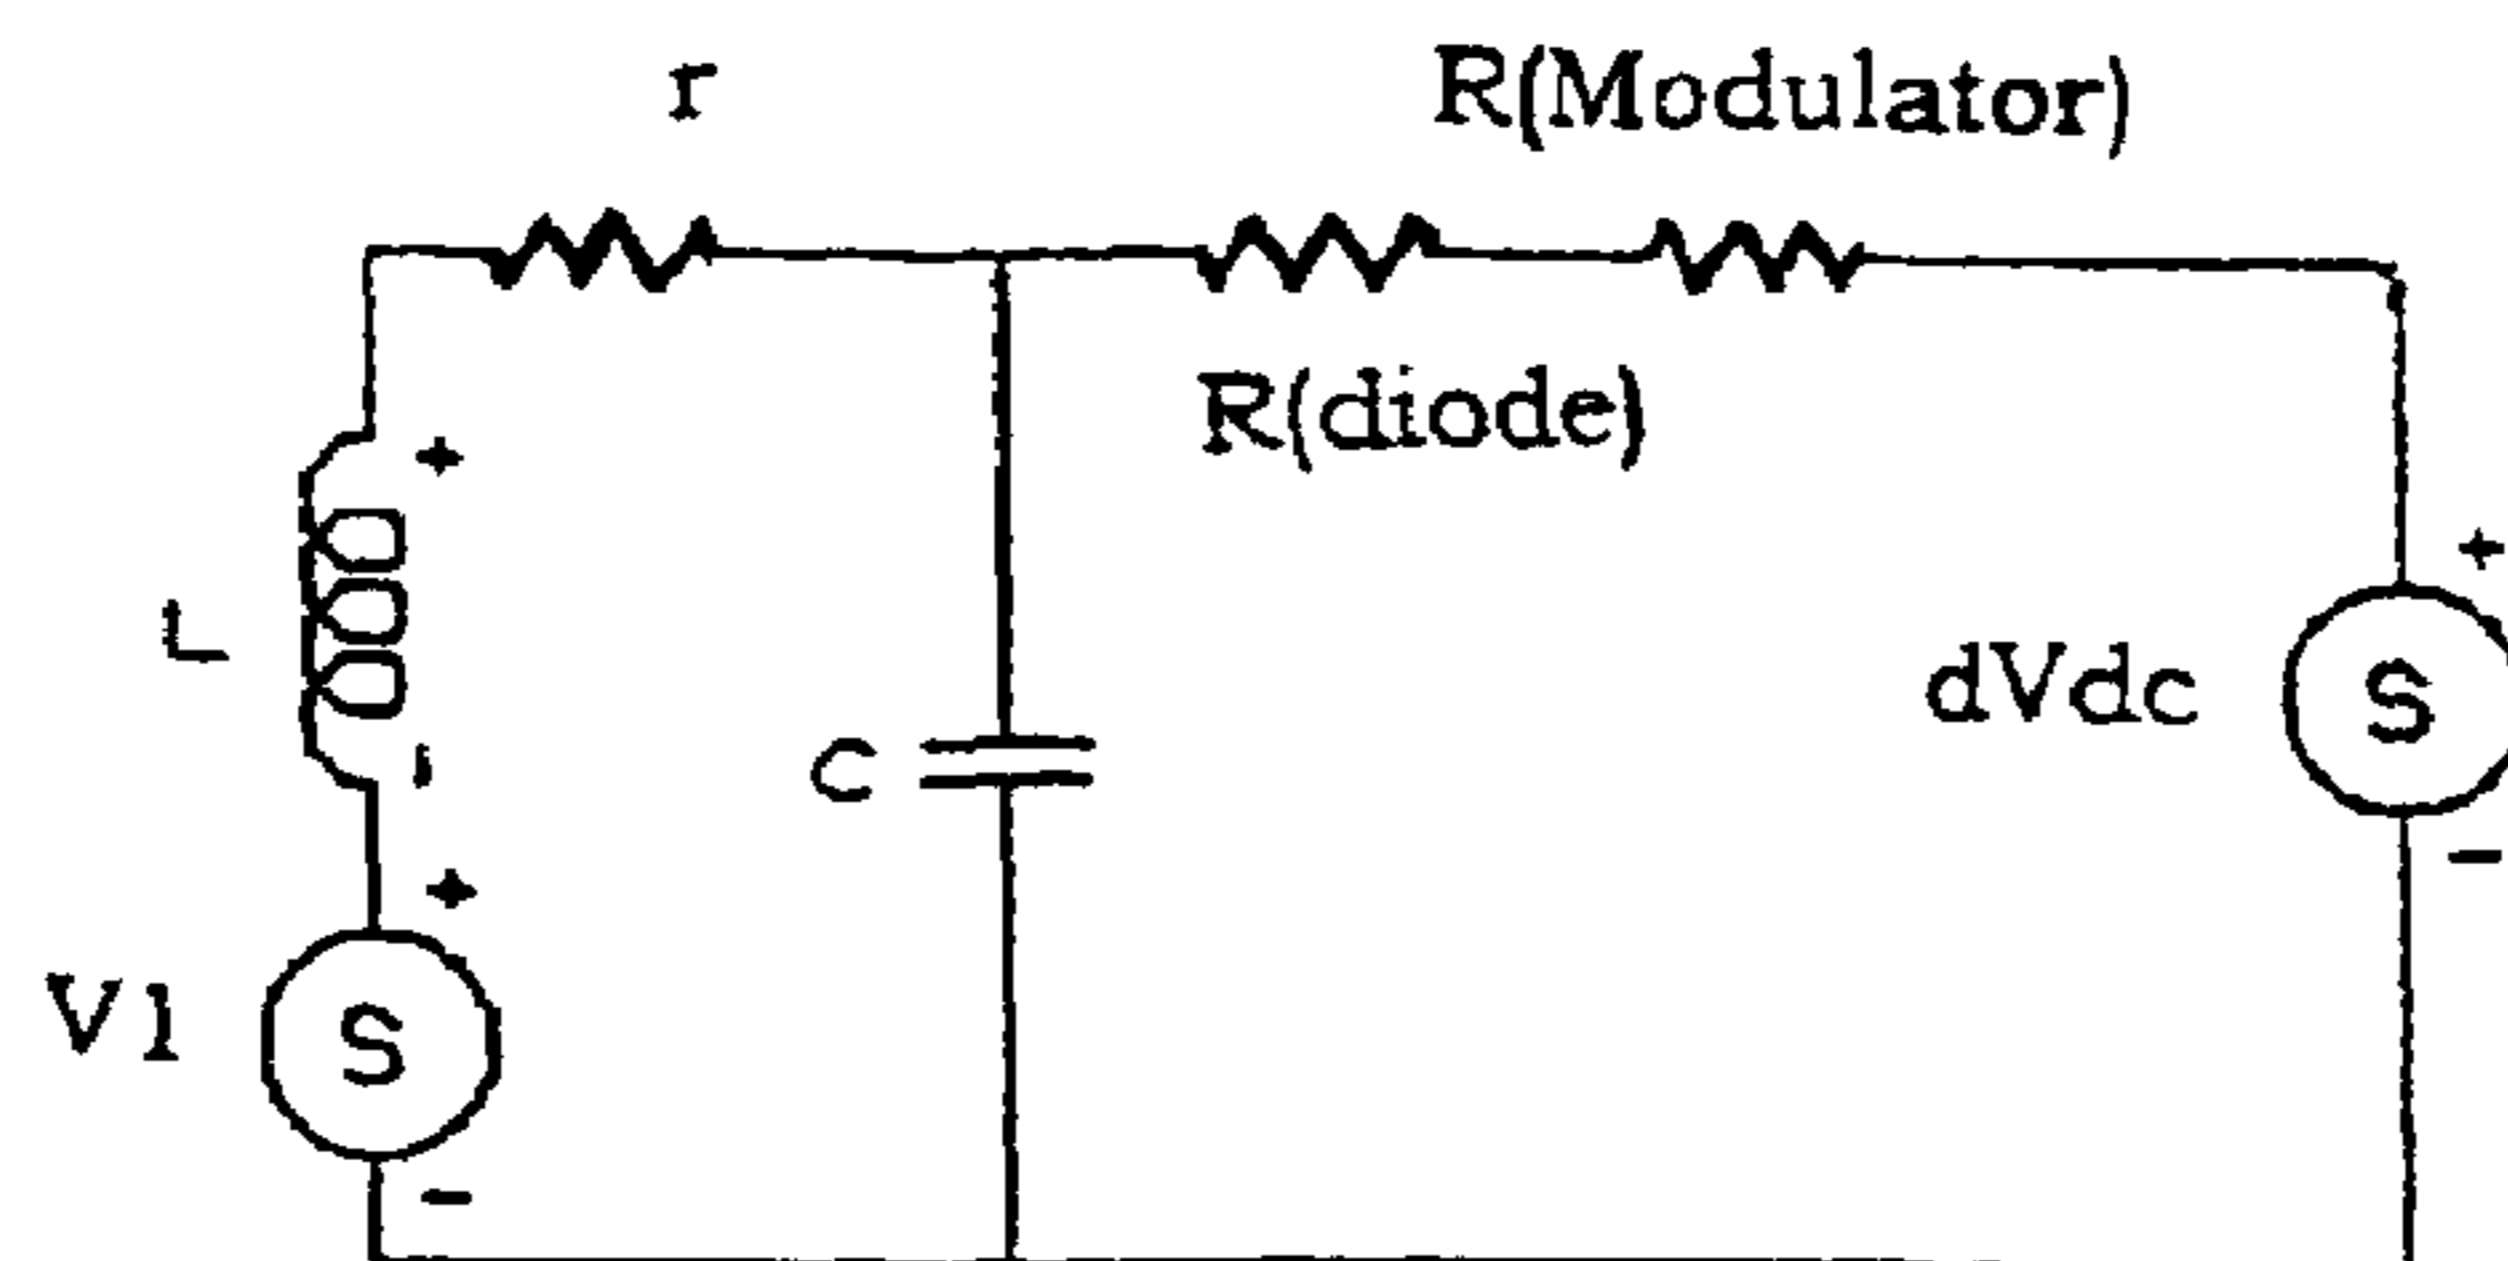 r
R(Modulator)
R(diode)
+
L
-
+
dVdc
S
-
C
+
V1
S
-